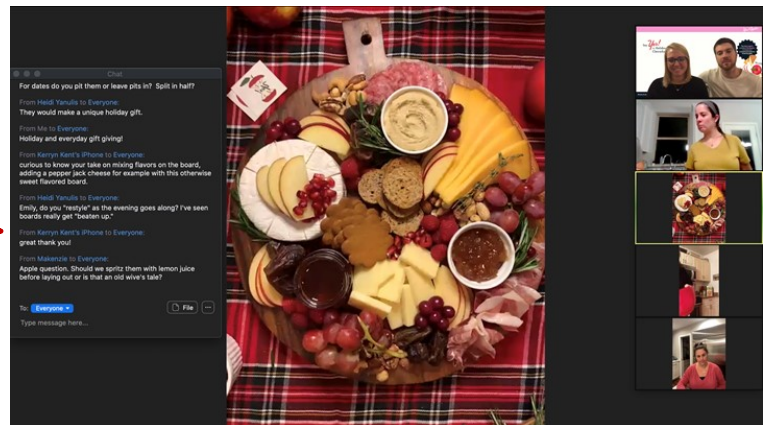 Chat
For dates do you pit them or leave pits in?  Split in half?
From Heidi Yanulis to Everyone:
They would make a unique holiday gift.
From Me to Everyone:
Holiday and everyday gift giving!
From Kerryn Kent's iPhone to Everyone:
curious to know your take on mixing flavors on the board,
adding a pepper jack cheese for example with this otherwise
sweet flavored board.
From Heidi Yanulis to Everyone:
Emily, do you "restyle" as the evening goes along? I've seen
boards really get "beaten up."
From Kerryn Kent's iPhone to Everyone:
great thank you!
From Makenzie to Everyone:
Apple question. Should we spritz them with lemon juice
before laying out or is that an old wive's tale?
To: Everyone
File
Type message here...